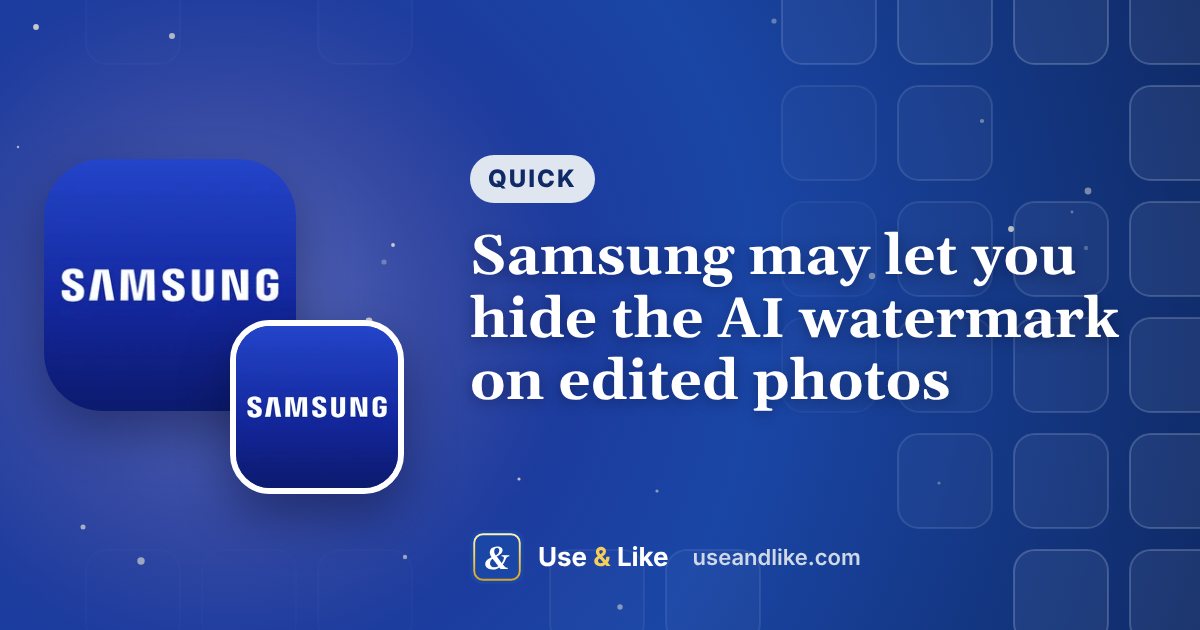 SAMSUNG
SAMSUNG
QUICK
Samsung may let you
hide the AI watermark
on edited photos
& Use & Like useandlike.com